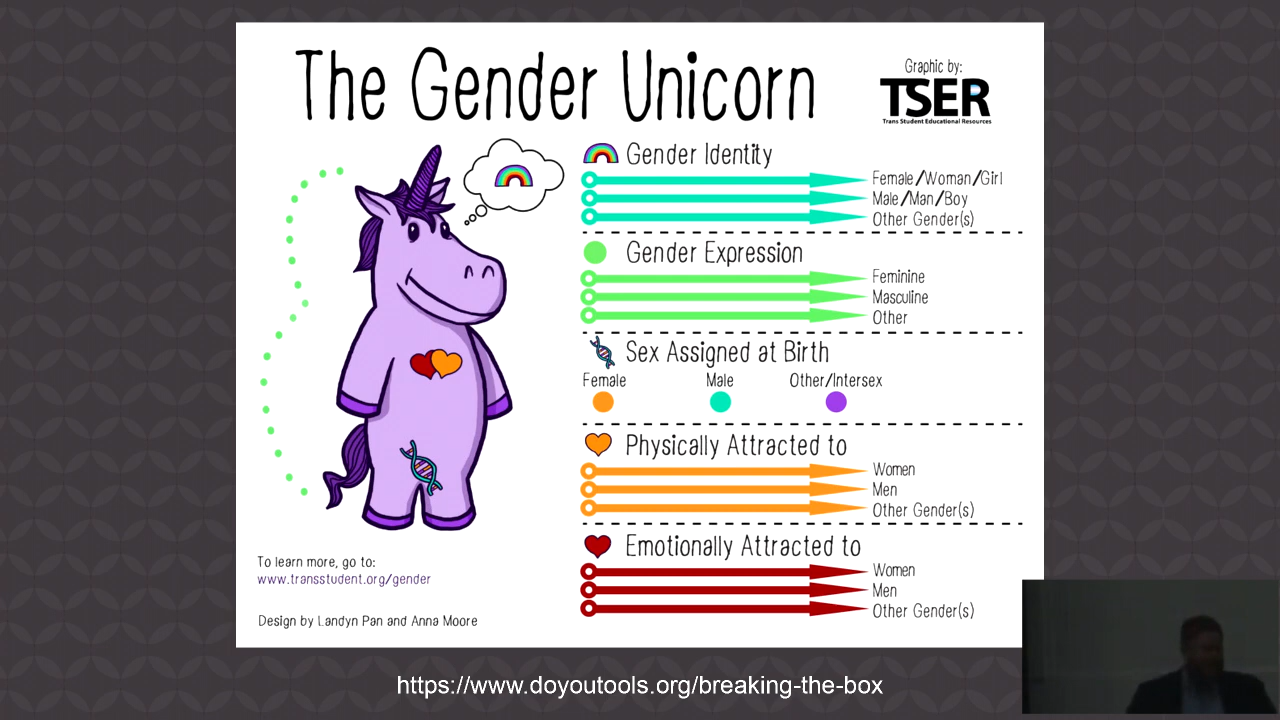 The Gender Unicorn
Graphic by:
TSER
Trans Student Educational Resources
Gender Identity
Female/Woman/Girl
Male/Man/Boy
Other Gender(s)
Gender Expression
Feminine
Masculine
Other
Sex Assigned at Birth
Female Male Other/Intersex
Physically Attracted to
Women
Men
Other Gender(s)
Emotionally Attracted to
Women
Men
Other Gender(s)
To learn more, go to:
www.transstudent.org/gender
Design by Landyn Pan and Anna Moore
https://www.doyoutools.org/breaking-the-box